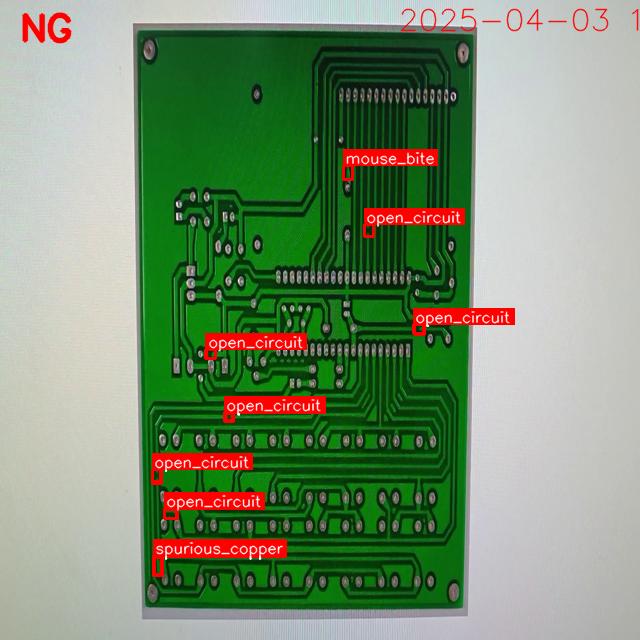 NG
2025-04-03 1
mouse_bite
open_circuit
open_circuit
open_circuit
open_circuit
open_circuit
open_circuit
spurious_copper